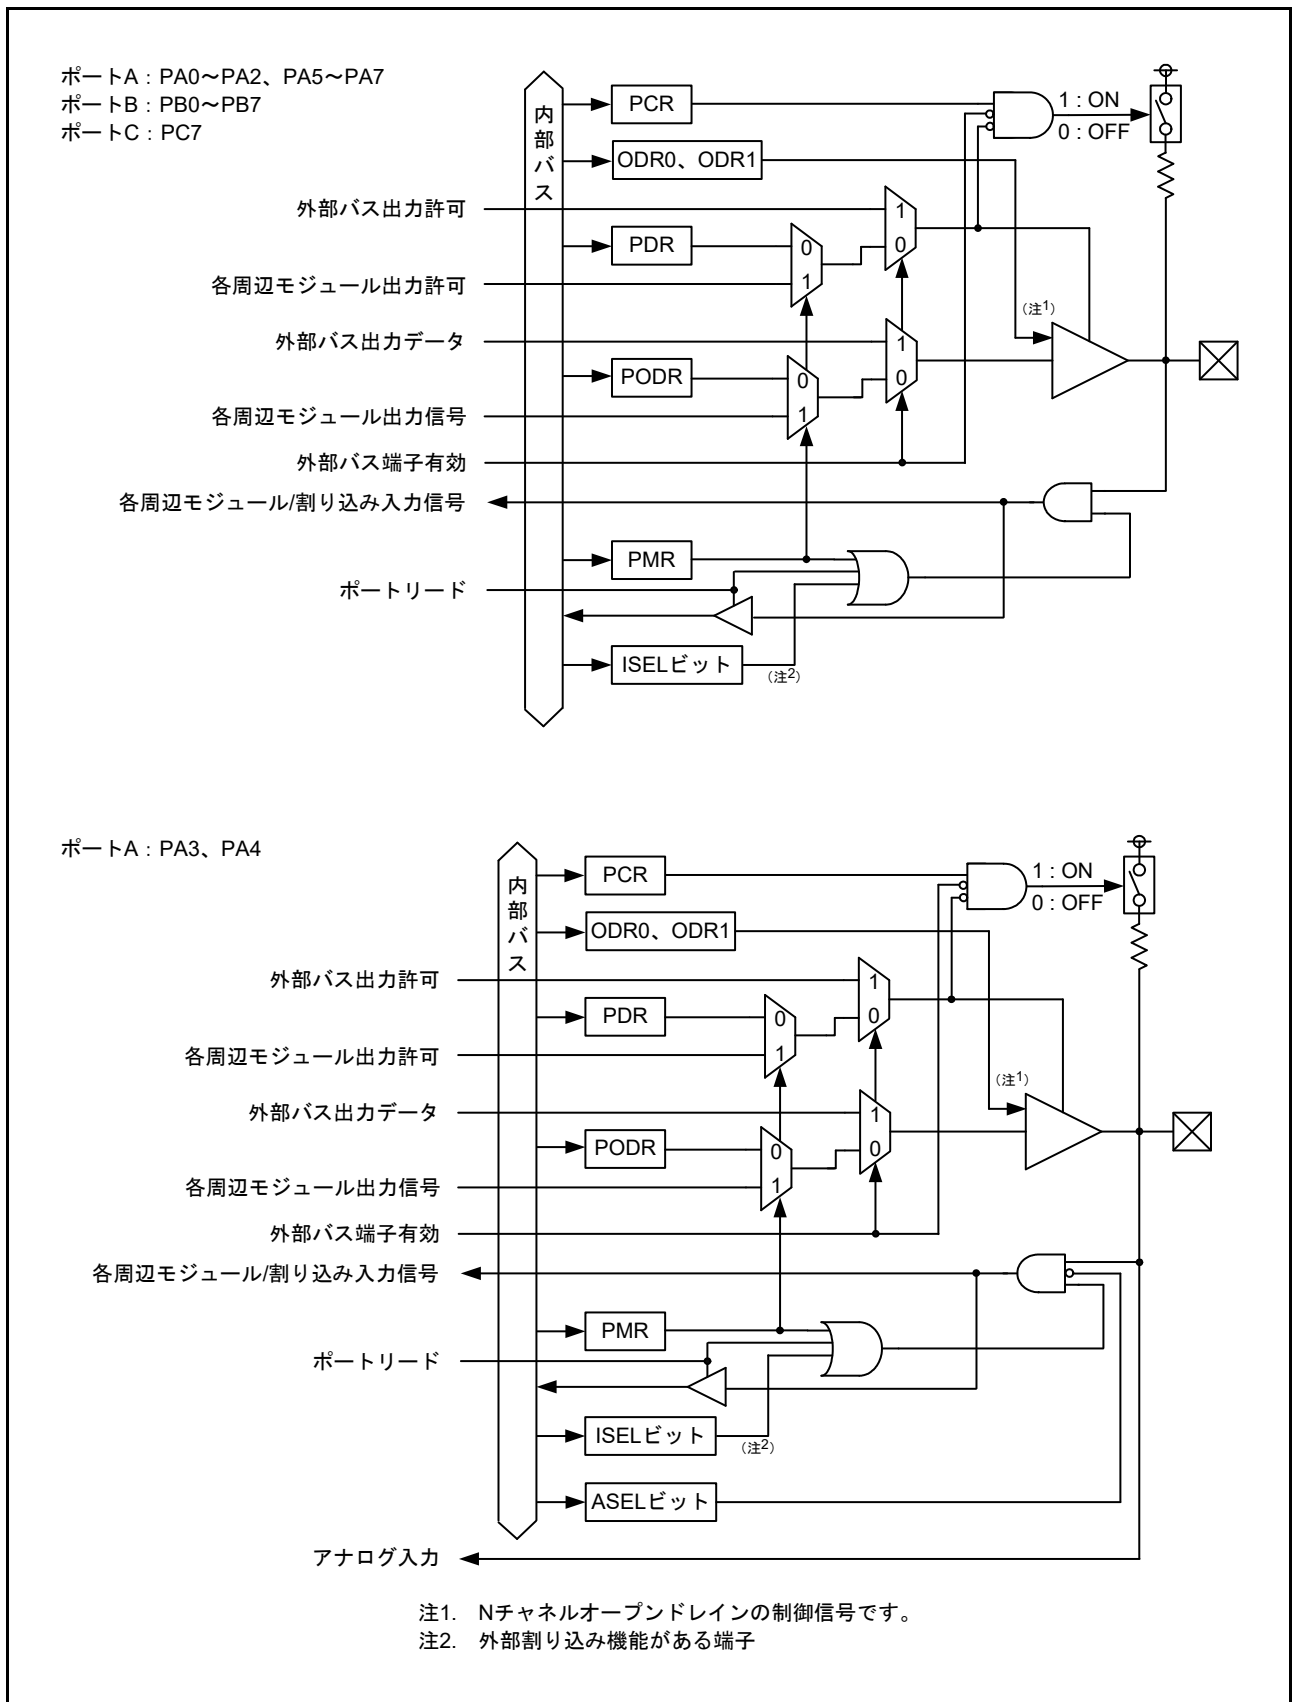 ポートA：PA0～PA2、PA5～PA7
ポートB：PB0～PB7
ポートC：PC7
内部バス
PCR
1 : ON
0 : OFF
ODR0、ODR1
外部バス出力許可
1
0
PDR
0
1
各周辺モジュール出力許可
（注1）
外部バス出力データ
1
0
PODR
0
1
各周辺モジュール出力信号
外部バス端子有効
各周辺モジュール/割り込み入力信号
PMR
ポートリード
ISELビット
（注2）
ポートA：PA3、PA4
内部バス
PCR
1 : ON
0 : OFF
ODR0、ODR1
外部バス出力許可
1
0
PDR
0
1
各周辺モジュール出力許可
（注1）
外部バス出力データ
1
0
PODR
0
1
各周辺モジュール出力信号
外部バス端子有効
各周辺モジュール/割り込み入力信号
PMR
ポートリード
ISELビット
（注2）
ASELビット
アナログ入力
注1. Nチャネルオープンドレインの制御信号です。
注2. 外部割り込み機能がある端子